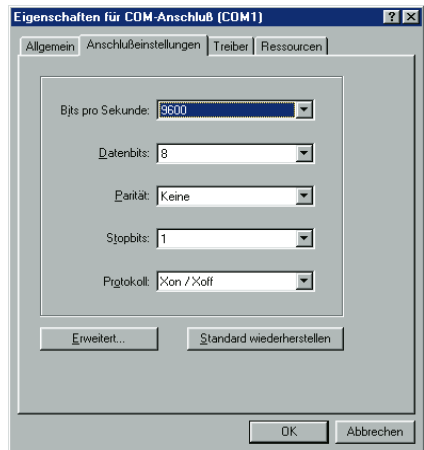 Eigenschaften für COM-Anschluß (COM1)
Allgemein Anschlußeinstellungen Treiber Ressourcen
Bits pro Sekunde: 9600
Datenbits: 8
Parität: Keine
Stopbits: 1
Protokoll: Xon / Xoff
Erweitert... Standard wiederherstellen
OK Abbrechen